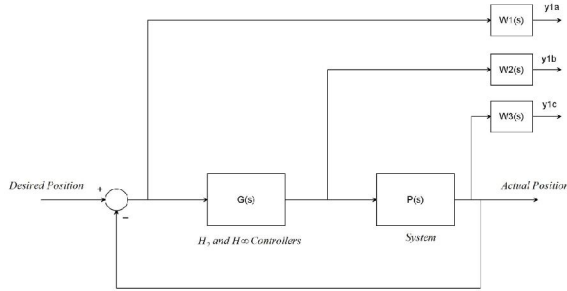 y1a
W1(s)
y1b
W2(s)
y1c
W3(s)
Desired Position
+
Actual Position
G(s)
P(s)
−
H₂ and H∞ Controllers
System